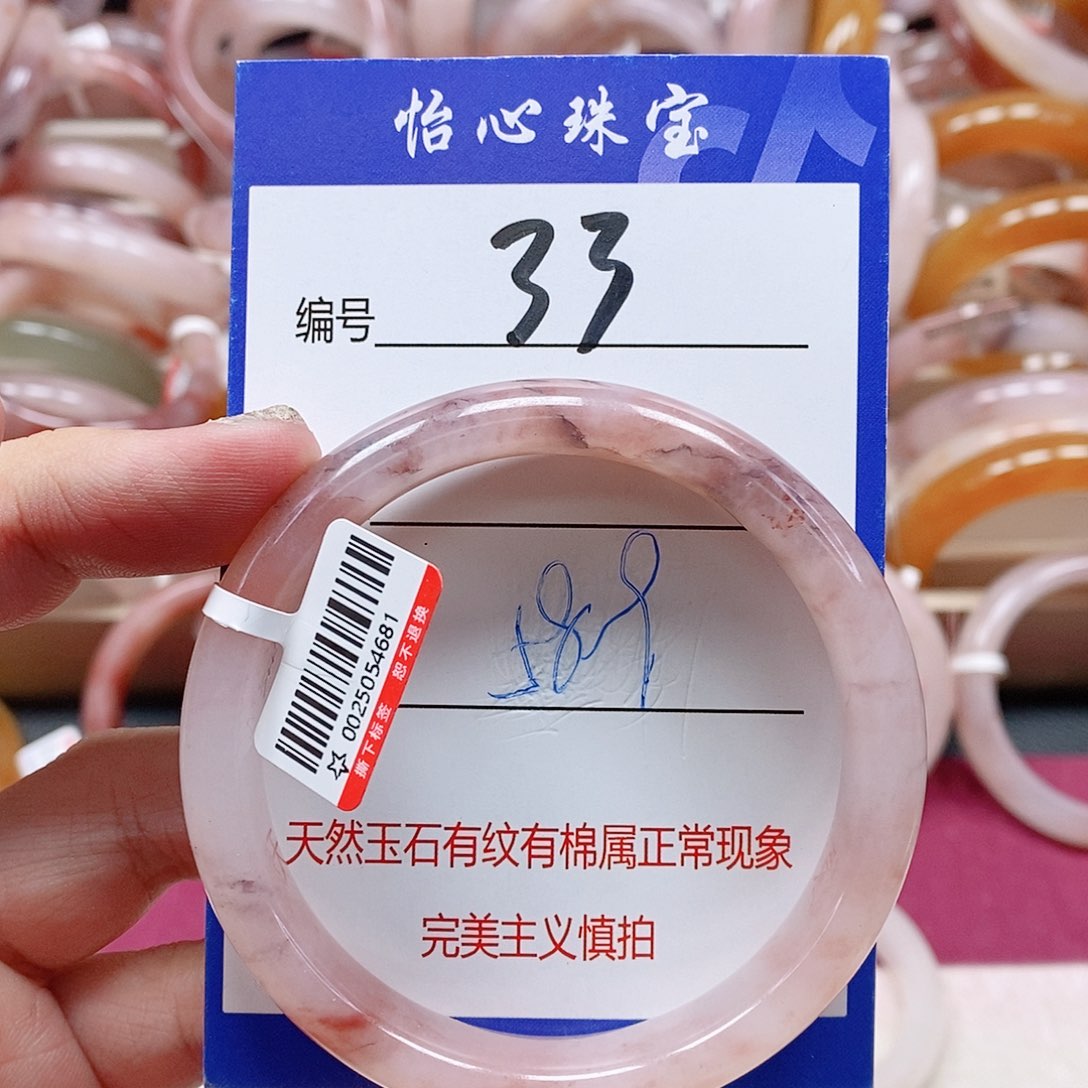 怡心珠宝
编号 33
☆ 0025054681
撕下标签 恕不退换
天然玉石有纹有棉属正常现象
完美主义慎拍